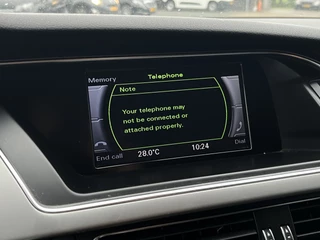 Memory Telephone
Note
Your telephone may
not be connected or
attached properly.
End call 28.0°C 10:24 Dial